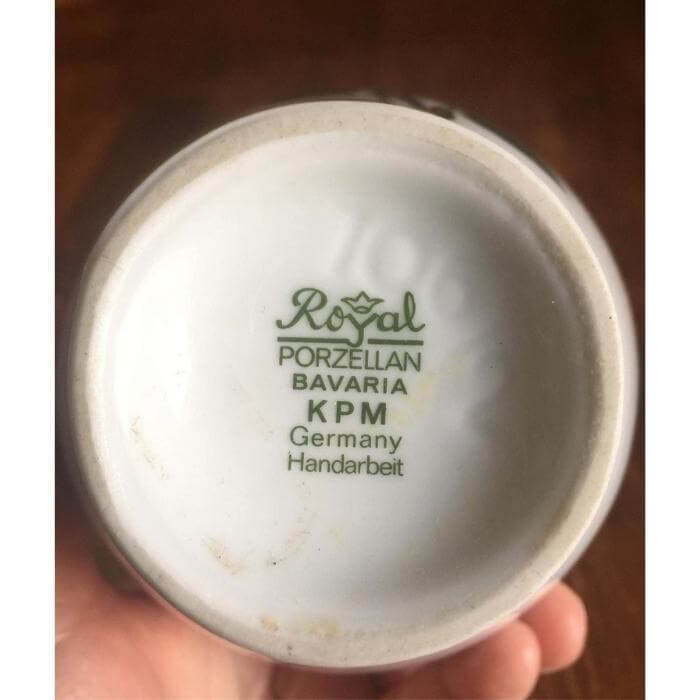 Royal
PORZELLAN
BAVARIA
KPM
Germany
Handarbeit